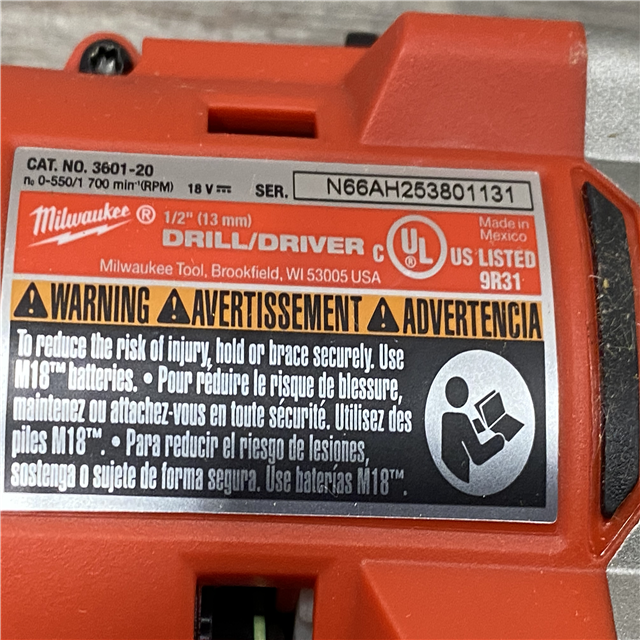 CAT. NO. 3601-20
n₀ 0-550/1 700 min⁻¹(RPM) 18 V⎓ SER. N66AH253801131
Milwaukee® 1/2" (13 mm)
DRILL/DRIVER
Milwaukee Tool, Brookfield, WI 53005 USA
C UL® US LISTED
9R31
Made in
Mexico
WARNING AVERTISSEMENT ADVERTENCIA
To reduce the risk of injury, hold or brace securely. Use
M18™ batteries. • Pour réduire le risque de blessure,
maintenez ou attachez-vous en toute sécurité. Utilisez des
piles M18™. • Para reducir el riesgo de lesiones,
sostenga o sujete de forma segura. Use baterías M18™.